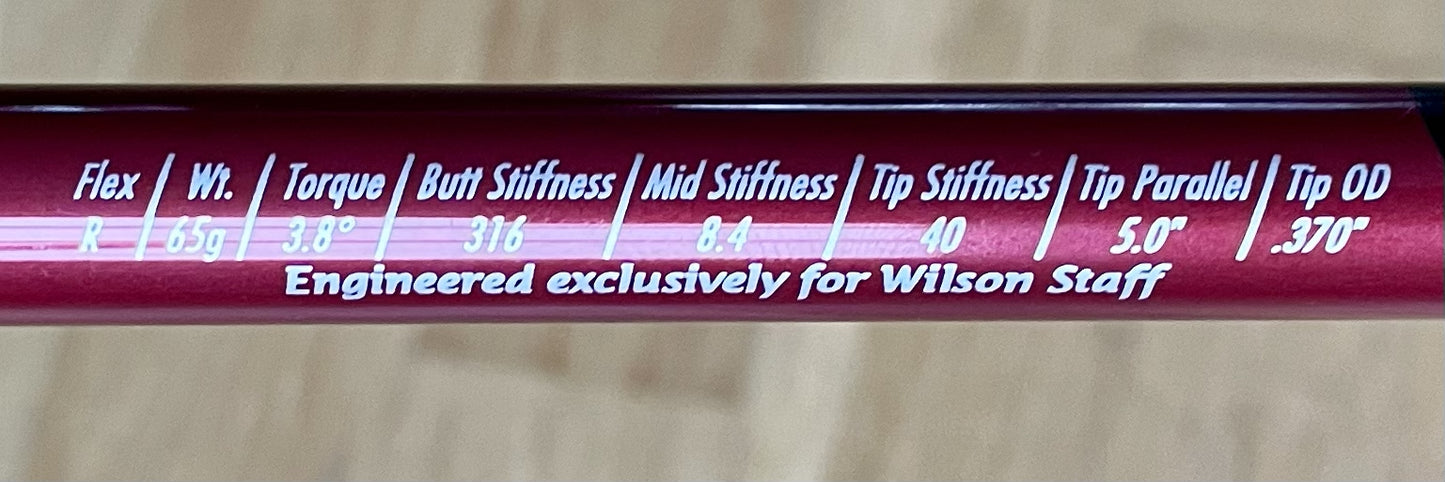 Flex / Wt. / Torque / Butt Stiffness / Mid Stiffness / Tip Stiffness / Tip Parallel / Tip OD
R / 65g / 3.8° / 316 / 8.4 / 40 / 5.0" / .370"
Engineered exclusively for Wilson Staff